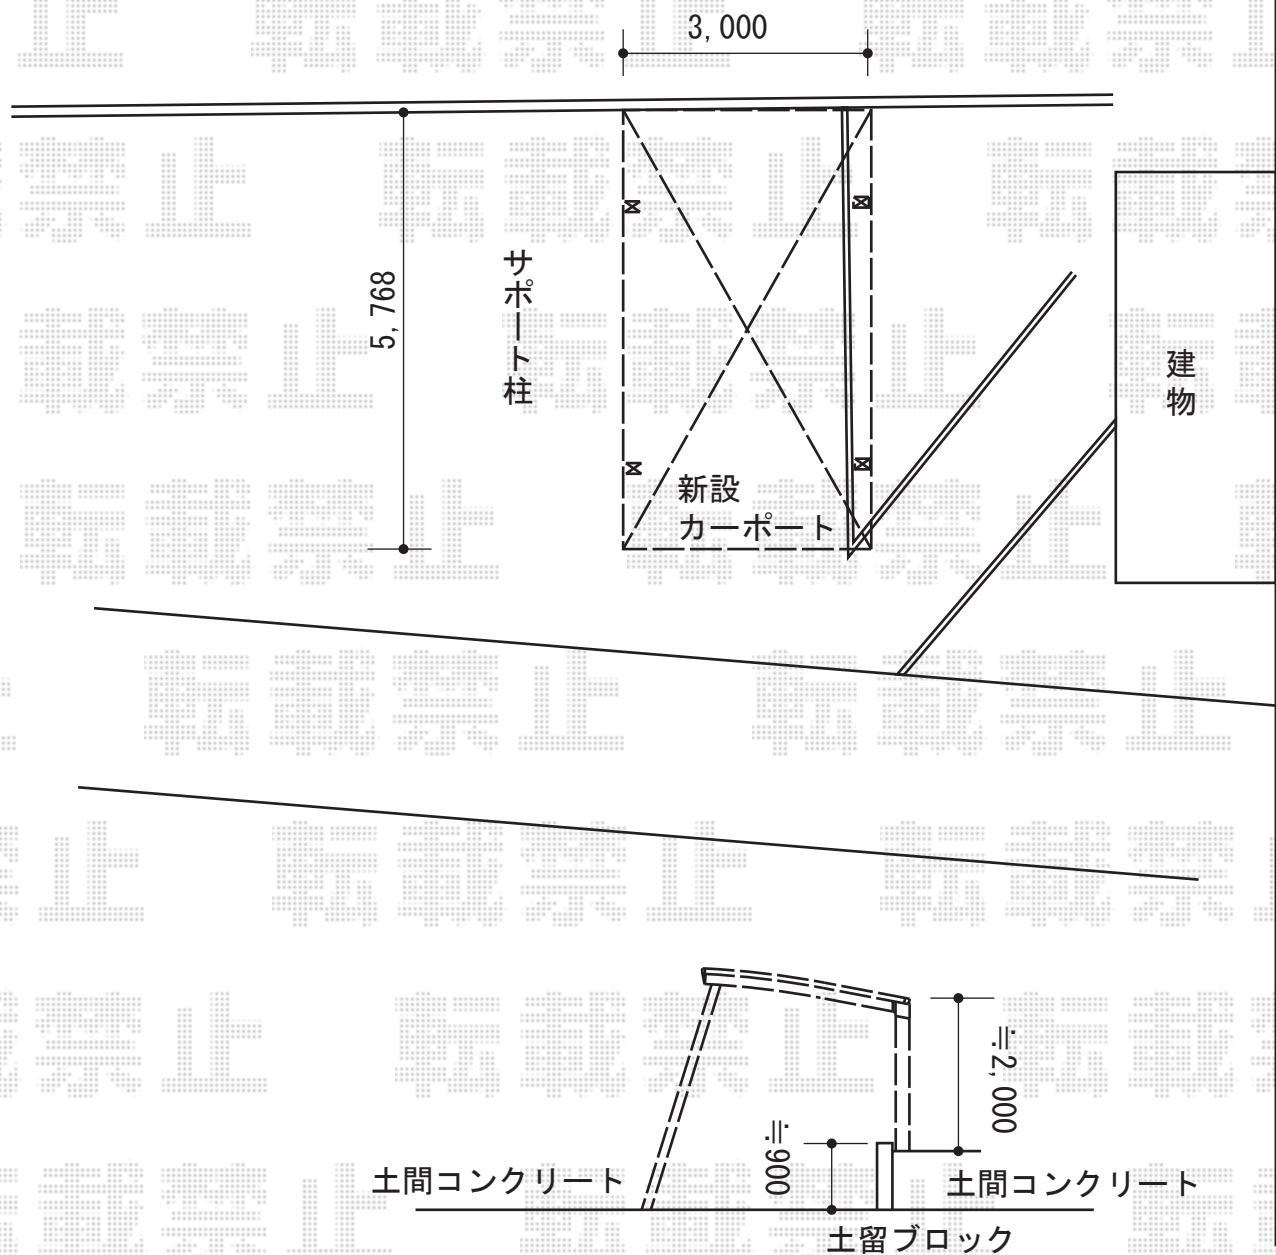 3,000
5,768
サポート柱
建物
新設
カーポート
≒2,000
≒900
土間コンクリート
土間コンクリート
土留ブロック
転載禁止